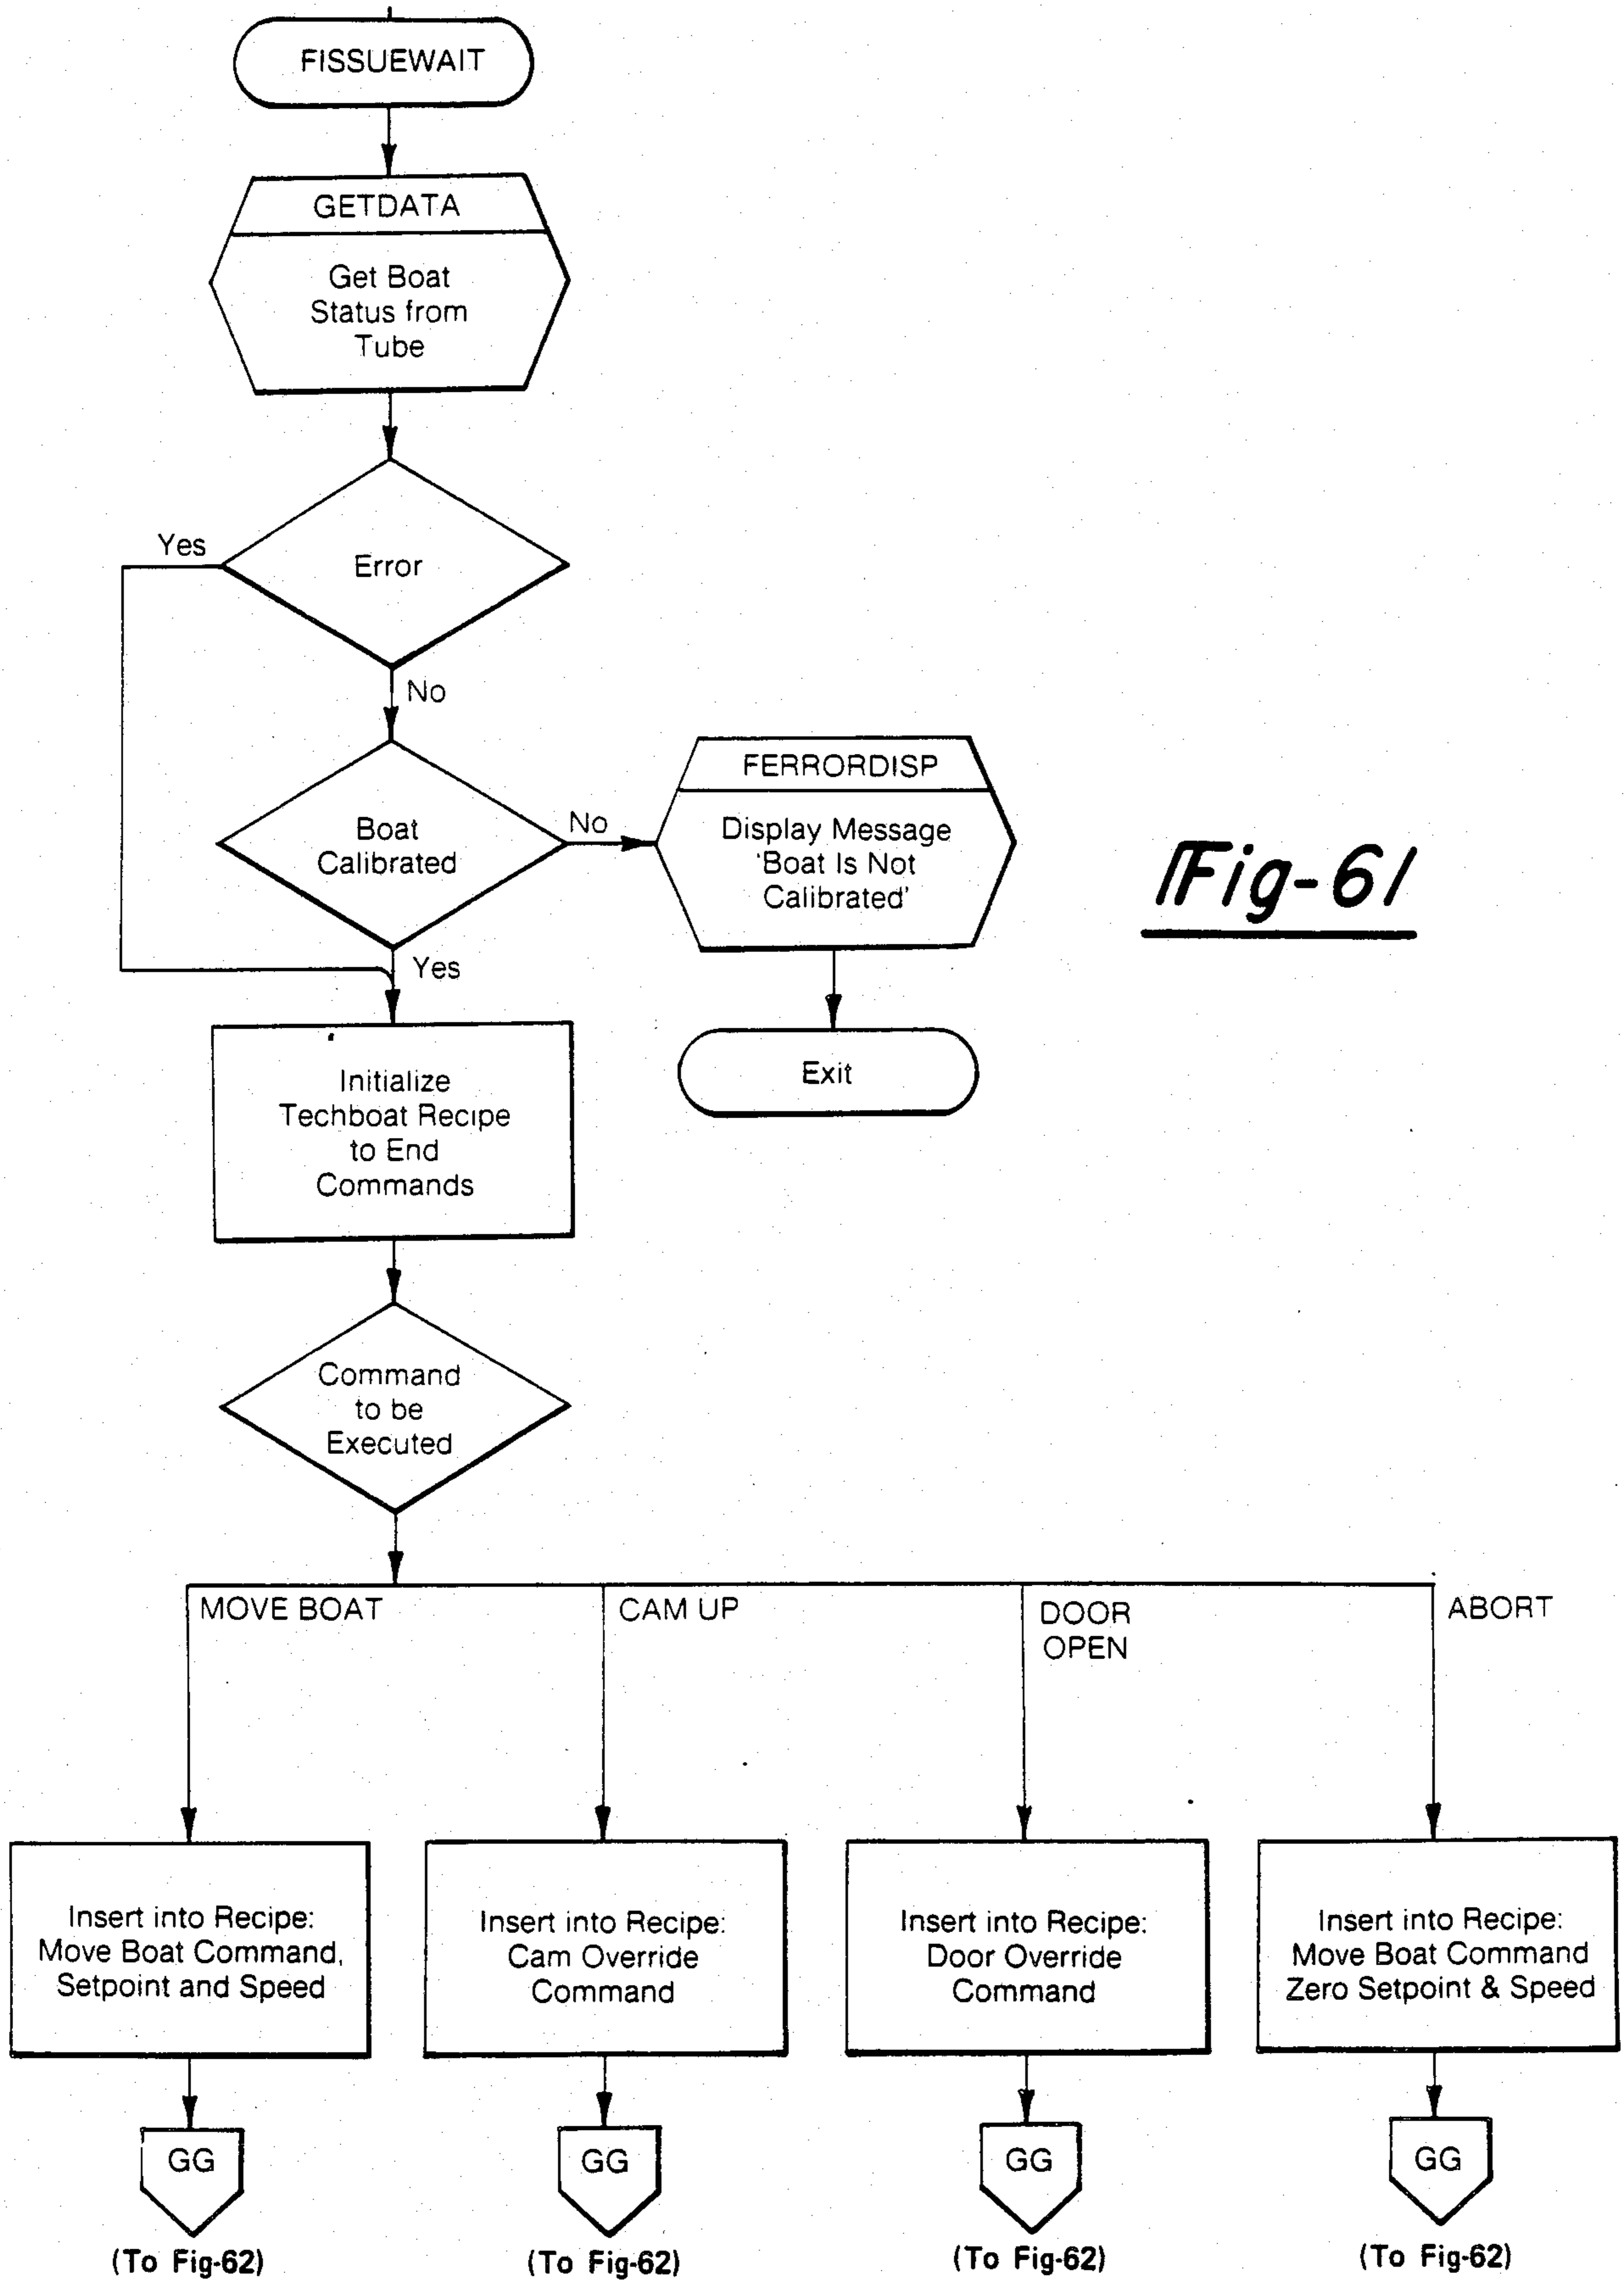 FISSUEWAIT
GETDATA
Get Boat
Status from
Tube
Yes
Error
No
Boat
Calibrated
No
FERRORDISP
Display Message
'Boat Is Not
Calibrated'
Fig-61
Yes
Initialize
Techboat Recipe
to End
Commands
Exit
Command
to be
Executed
MOVE BOAT
CAM UP
DOOR
OPEN
ABORT
Insert into Recipe:
Move Boat Command,
Setpoint and Speed
Insert into Recipe:
Cam Override
Command
Insert into Recipe:
Door Override
Command
Insert into Recipe:
Move Boat Command
Zero Setpoint & Speed
GG
GG
GG
GG
(To Fig-62)
(To Fig-62)
(To Fig-62)
(To Fig-62)